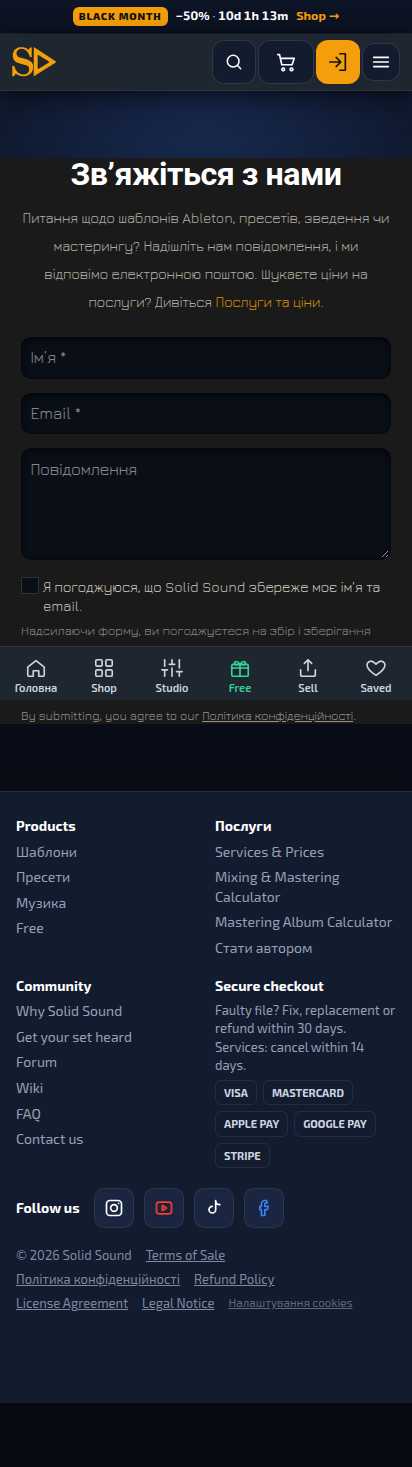 BLACK MONTH −50% · 10d 1h 13m Shop →
Зв’яжіться з нами
Питання щодо шаблонів Ableton, пресетів, зведення чи
мастерингу? Надішліть нам повідомлення, і ми
відповімо електронною поштою. Шукаєте ціни на
послуги? Дивіться Послуги та ціни.
Ім’я *
Email *
Повідомлення
Я погоджуюся, що Solid Sound збереже моє ім’я та
email.
Надсилаючи форму, ви погоджуєтеся на збір і зберігання
Головна Shop Studio Free Sell Saved
By submitting, you agree to our Політика конфіденційності.
Products
Шаблони
Пресети
Музика
Free
Послуги
Services & Prices
Mixing & Mastering
Calculator
Mastering Album Calculator
Стати автором
Community
Why Solid Sound
Get your set heard
Forum
Wiki
FAQ
Contact us
Secure checkout
Faulty file? Fix, replacement or
refund within 30 days.
Services: cancel within 14
days.
VISA MASTERCARD
APPLE PAY GOOGLE PAY
STRIPE
Follow us
© 2026 Solid Sound Terms of Sale
Політика конфіденційності Refund Policy
License Agreement Legal Notice Налаштування cookies